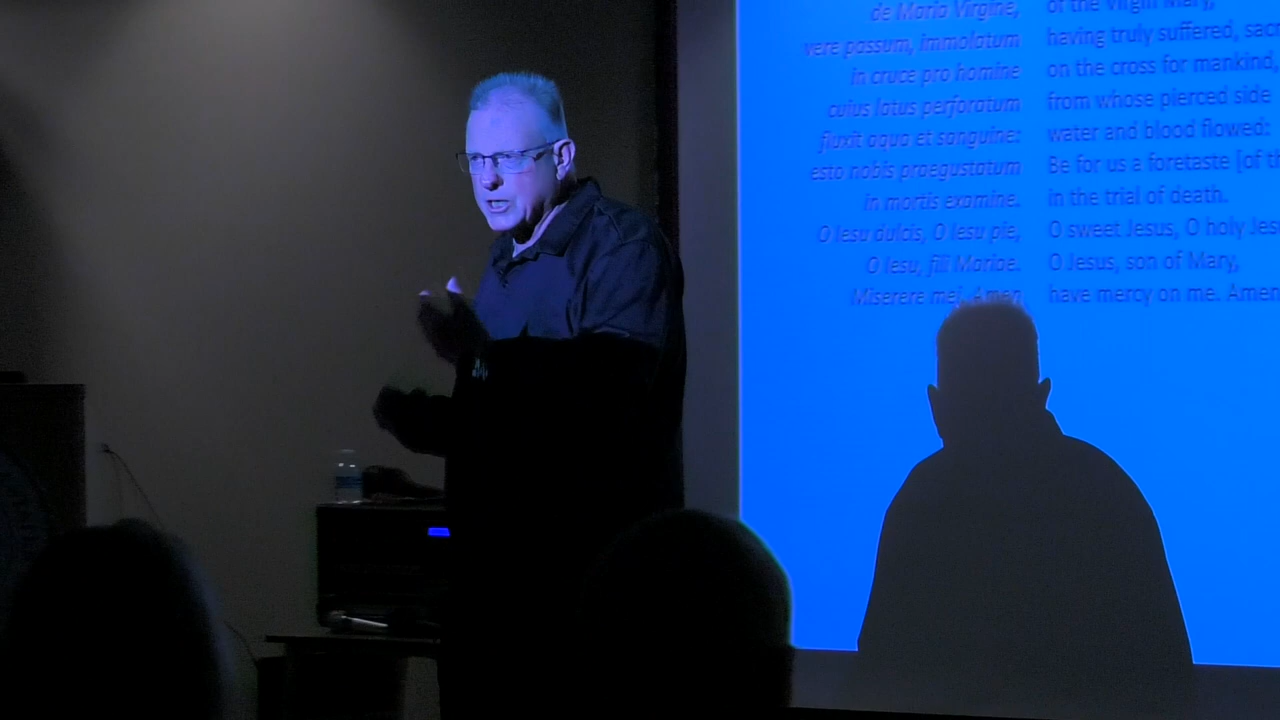 de Maria Virgine,
vere passum, immolatum
in cruce pro homine
cuius latus perforatum
fluxit aqua et sanguine:
esto nobis praegustatum
in mortis examine.
O Iesu dulcis, O Iesu pie,
O Iesu, fili Mariae.
Miserere mei. Amen
of the Virgin Mary,
having truly suffered,
on the cross for mankind,
from whose pierced side
water and blood flowed:
Be for us a foretaste [of
in the trial of death.
O sweet Jesus, O holy
O Jesus, son of Mary,
have mercy on me. Amen